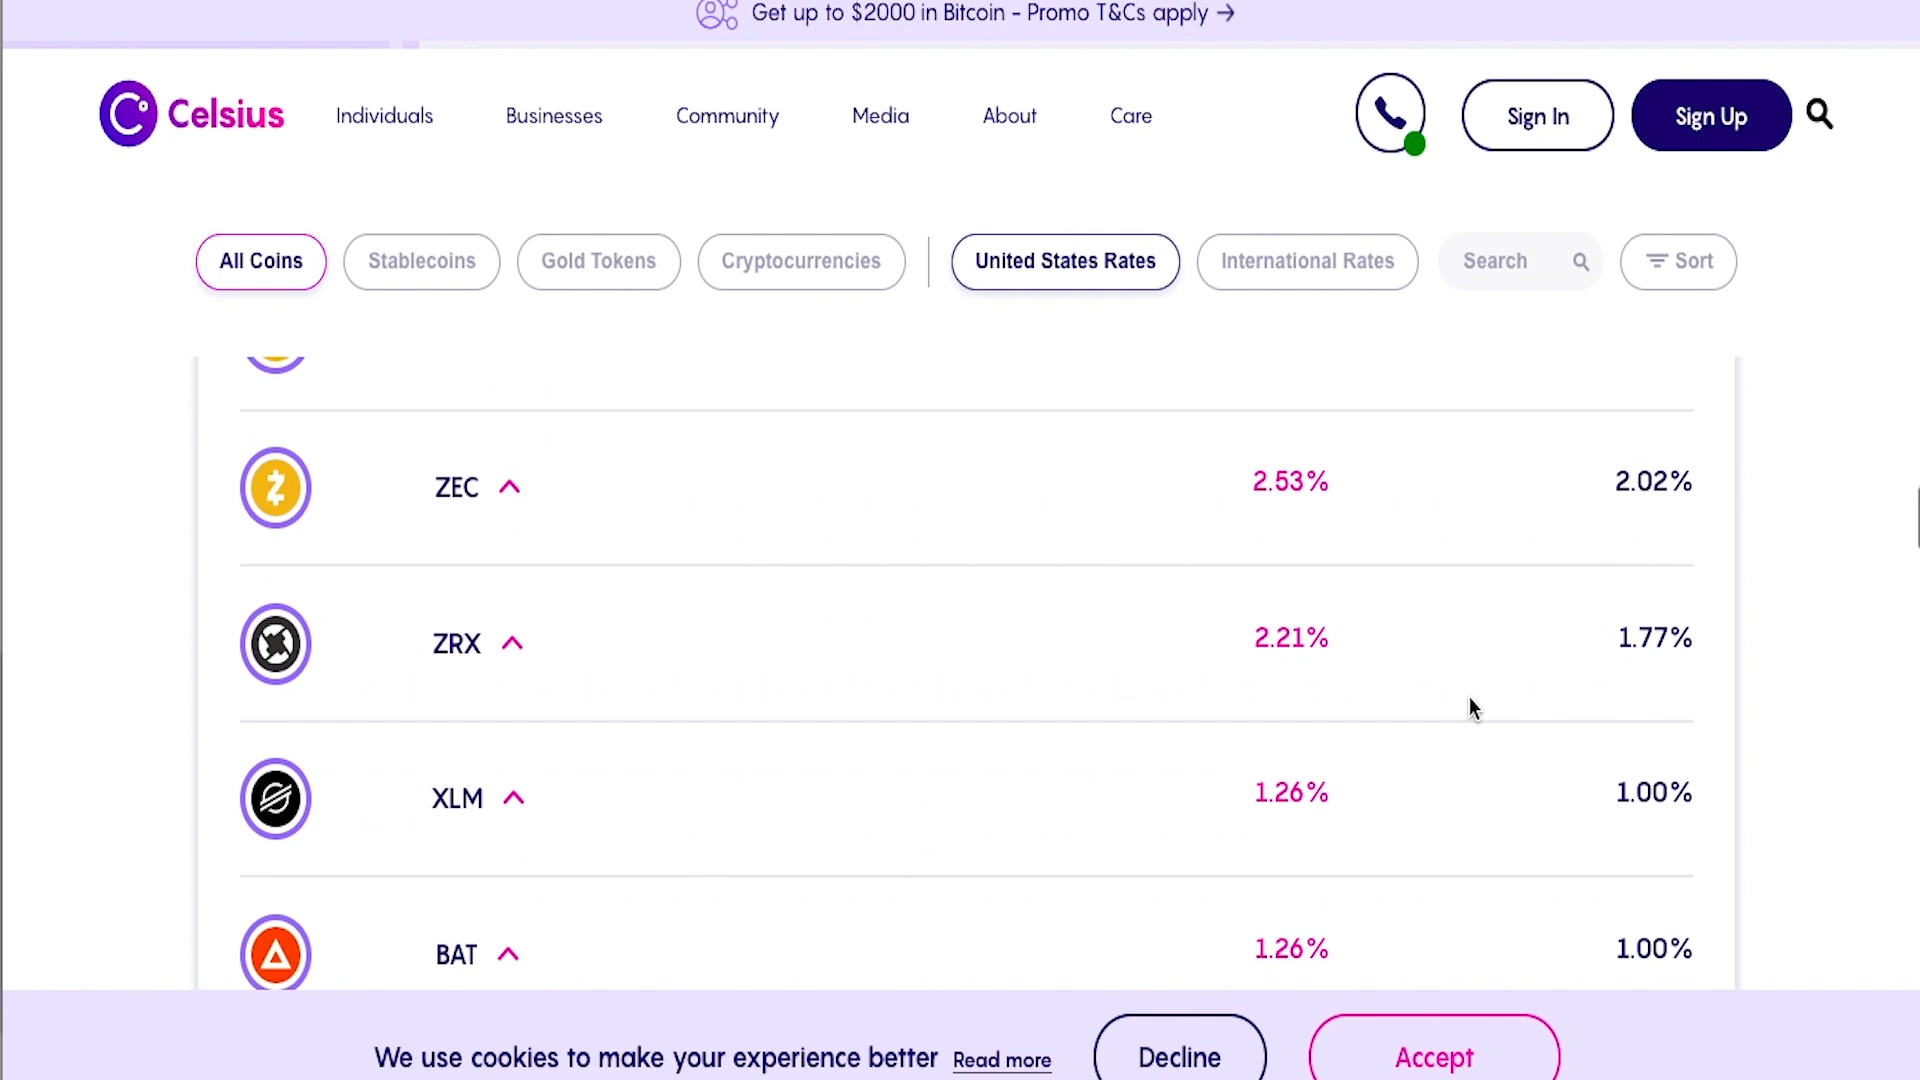 Get up to $2000 in Bitcoin - Promo T&Cs apply →
Celsius Individuals Businesses Community Media About Care Sign In Sign Up
All Coins Stablecoins Gold Tokens Cryptocurrencies United States Rates International Rates Search Sort
ZEC 2.53% 2.02%
ZRX 2.21% 1.77%
XLM 1.26% 1.00%
BAT 1.26% 1.00%
We use cookies to make your experience better Read more Decline Accept